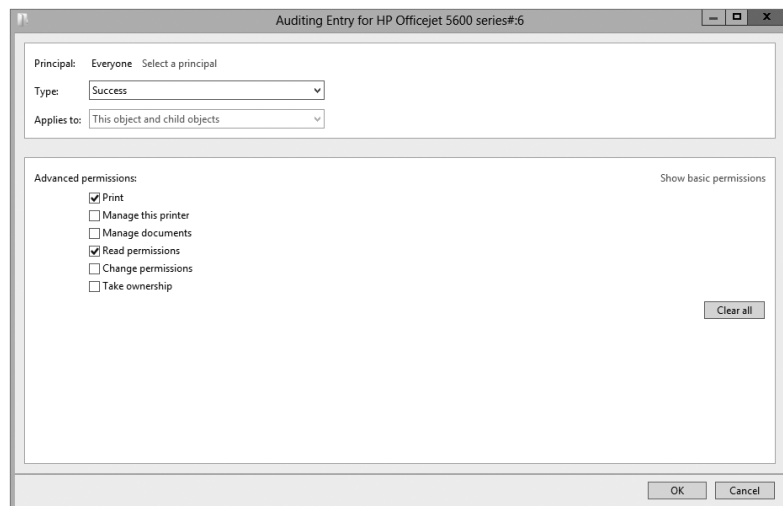 Auditing Entry for HP Officejet 5600 series#:6
Principal: Everyone Select a principal
Type: Success
Applies to: This object and child objects
Advanced permissions: Show basic permissions
Print
Manage this printer
Manage documents
Read permissions
Change permissions
Take ownership
Clear all
OK Cancel